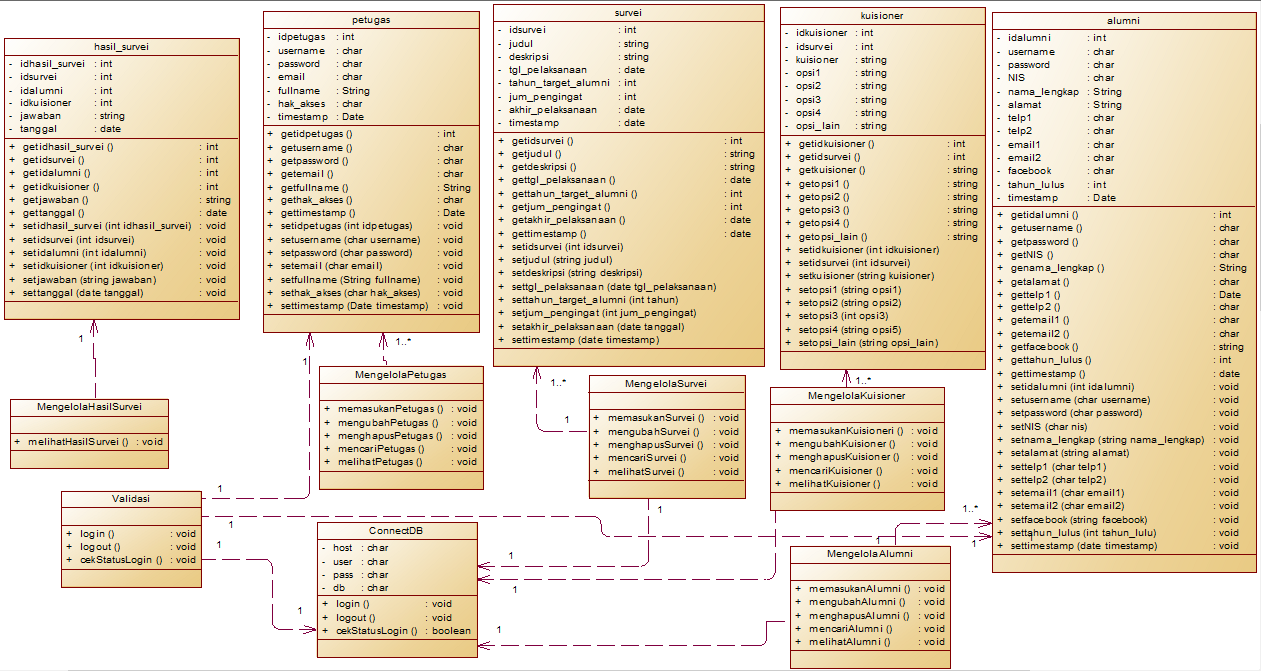 hasil_survei
- idhasil_survei : int
- idsurvei : int
- idalumni : int
- idkuisioner : int
- jawaban : string
- tanggal : date
+ getidhasil_survei () : int
+ getidsurvei () : int
+ getidalumni () : int
+ getidkuisioner () : int
+ getjawaban () : string
+ gettanggal () : date
+ setidhasil_survei (int idhasil_survei) : void
+ setidsurvei (int idsurvei) : void
+ setidalumni (int idalumni) : void
+ setidkuisioner (int idkuisioner) : void
+ setjawaban (string jawaban) : void
+ settanggal (date tanggal) : void
petugas
- idpetugas : int
- username : char
- password : char
- email : char
- fullname : String
- hak_akses : char
- timestamp : Date
+ getidpetugas () : int
+ getusername () : char
+ getpassword () : char
+ getemail () : char
+ getfullname () : String
+ gethak_akses () : char
+ gettimestamp () : Date
+ setidpetugas (int idpetugas) : void
+ setusername (char username) : void
+ setpassword (char password) : void
+ setemail (char email) : void
+ setfullname (String fullname) : void
+ sethak_akses (char hak_akses) : void
+ settimestamp (Date timestamp) : void
survei
- idsurvei : int
- judul : string
- deskripsi : string
- tgl_pelaksanaan : date
- tahun_target_alumni : int
- jum_pengingat : int
- akhir_pelaksanaan : date
- timestamp : date
+ getidsurvei () : int
+ getjudul () : string
+ getdeskripsi () : string
+ gettgl_pelaksanaan () : date
+ gettahun_target_alumni () : int
+ getjum_pengingat () : int
+ getakhir_pelaksanaan () : date
+ gettimestamp () : date
+ setidsurvei (int idsurvei)
+ setjudul (string judul)
+ setdeskripsi (string deskripsi)
+ settgl_pelaksanaan (date tgl_pelaksanaan)
+ settahun_target_alumni (int tahun)
+ setjum_pengingat (int jum_pengingat)
+ setakhir_pelaksanaan (date tanggal)
+ settimestamp (date timestamp)
kuisioner
- idkuisioner : int
- idsurvei : int
- kuisioner : string
- opsi1 : string
- opsi2 : string
- opsi3 : string
- opsi4 : string
- opsi_lain : string
+ getidkuisioner () : int
+ getidsurvei () : int
+ getkuisioner () : string
+ getopsi1 () : string
+ getopsi2 () : string
+ getopsi3 () : string
+ getopsi4 () : string
+ getopsi_lain () : string
+ setidkuisioner (int idkuisioner)
+ setidsurvei (int idsurvei)
+ setkuisioner (string kuisioner)
+ setopsi1 (string opsi1)
+ setopsi2 (string opsi2)
+ setopsi3 (int opsi3)
+ setopsi4 (string opsi5)
+ setopsi_lain (string opsi_lain)
alumni
- idalumni : int
- username : char
- password : char
- NIS : char
- nama_lengkap : String
- alamat : String
- telp1 : char
- telp2 : char
- email1 : char
- email2 : char
- facebook : char
- tahun_lulus : int
- timestamp : Date
+ getidalumni () : int
+ getusername () : char
+ getpassword () : char
+ getNIS () : char
+ genama_lengkap () : String
+ getalamat () : char
+ gettelp1 () : Date
+ gettelp2 () : char
+ getemail1 () : char
+ getemail2 () : char
+ getfacebook () : string
+ gettahun_lulus () : int
+ gettimestamp () : date
+ setidalumni (int idalumni) : void
+ setusername (char username) : void
+ setpassword (char password) : void
+ setNIS (char nis) : void
+ setnama_lengkap (string nama_lengkap) : void
+ setalamat (string alamat) : void
+ settelp1 (char telp1) : void
+ settelp2 (char telp2) : void
+ setemail1 (char email1) : void
+ setemail2 (char email2) : void
+ setfacebook (string facebook) : void
+ settahun_lulus (int tahun_lulu) : void
+ settimestamp (date timestamp) : void
1
1
1..*
1..*
1
1..*
MengelolaHasilSurvei
+ melihatHasilSurvei () : void
MengelolaPetugas
+ memasukanPetugas () : void
+ mengubahPetugas () : void
+ menghapusPetugas () : void
+ mencariPetugas () : void
+ melihatPetugas () : void
MengelolaSurvei
+ memasukanSurvei () : void
+ mengubahSurvei () : void
+ menghapusSurvei () : void
+ mencariSurvei () : void
+ melihatSurvei () : void
MengelolaKuisioner
+ memasukanKuisioneri () : void
+ mengubahKuisioner () : void
+ menghapusKuisioner () : void
+ mencariKuisioner () : void
+ melihatKuisioner () : void
1
1
1
1
1..*
1
1
Validasi
+ login () : void
+ logout () : void
+ cekStatusLogin () : void
ConnectDB
- host : char
- user : char
- pass : char
- db : char
+ login () : void
+ logout () : void
+ cekStatusLogin () : boolean
1
1
1
1
MengelolaAlumni
+ memasukanAlumni () : void
+ mengubahAlumni () : void
+ menghapusAlumni () : void
+ mencariAlumni () : void
+ melihatAlumni () : void